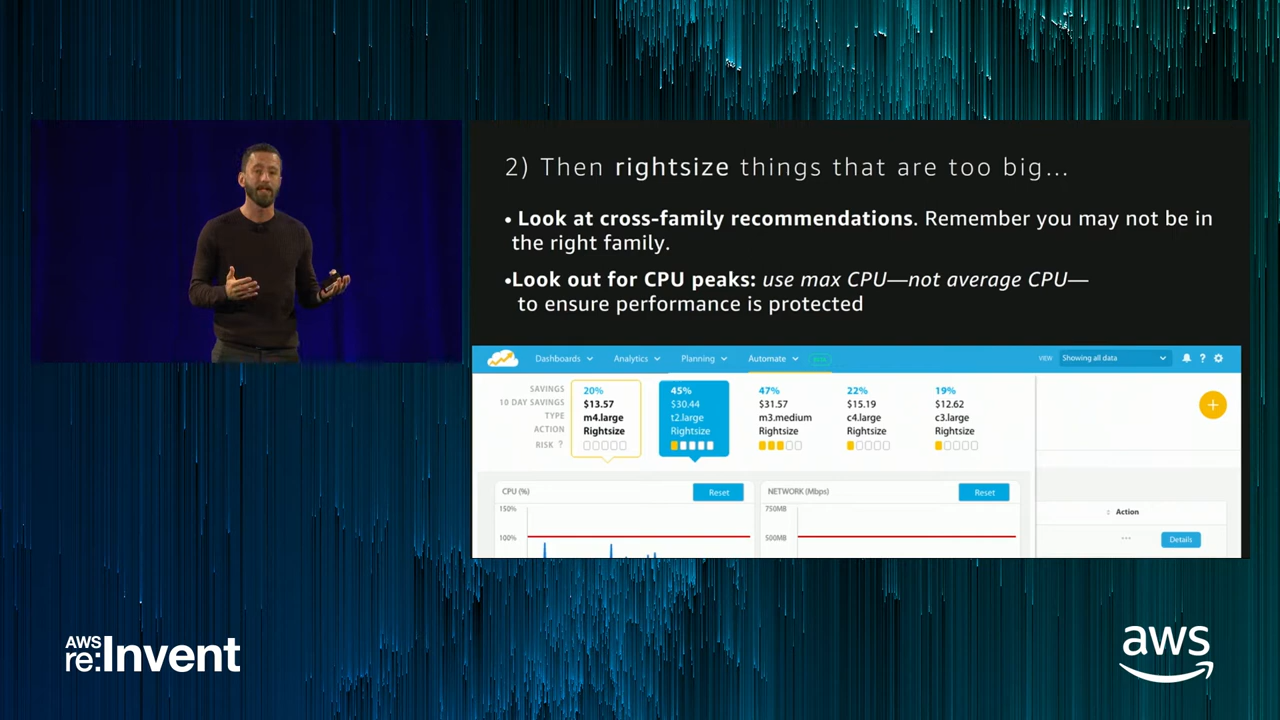 2) Then rightsize things that are too big...
• Look at cross-family recommendations. Remember you may not be in
the right family.
•Look out for CPU peaks: use max CPU—not average CPU—
to ensure performance is protected
Dashboards Analytics Planning Automate VIEW Showing all data ?
SAVINGS 20% 45% 47% 22% 19%
10 DAY SAVINGS $13.57 $30.44 $31.57 $15.19 $12.62
TYPE m4.large t2.large m3.medium c4.large c3.large
ACTION Rightsize Rightsize Rightsize Rightsize Rightsize
RISK ?
+
CPU (%) Reset NETWORK (Mbps) Reset
150% 750MB Action
100% 500MB ... Details
AWS
re:Invent
aws